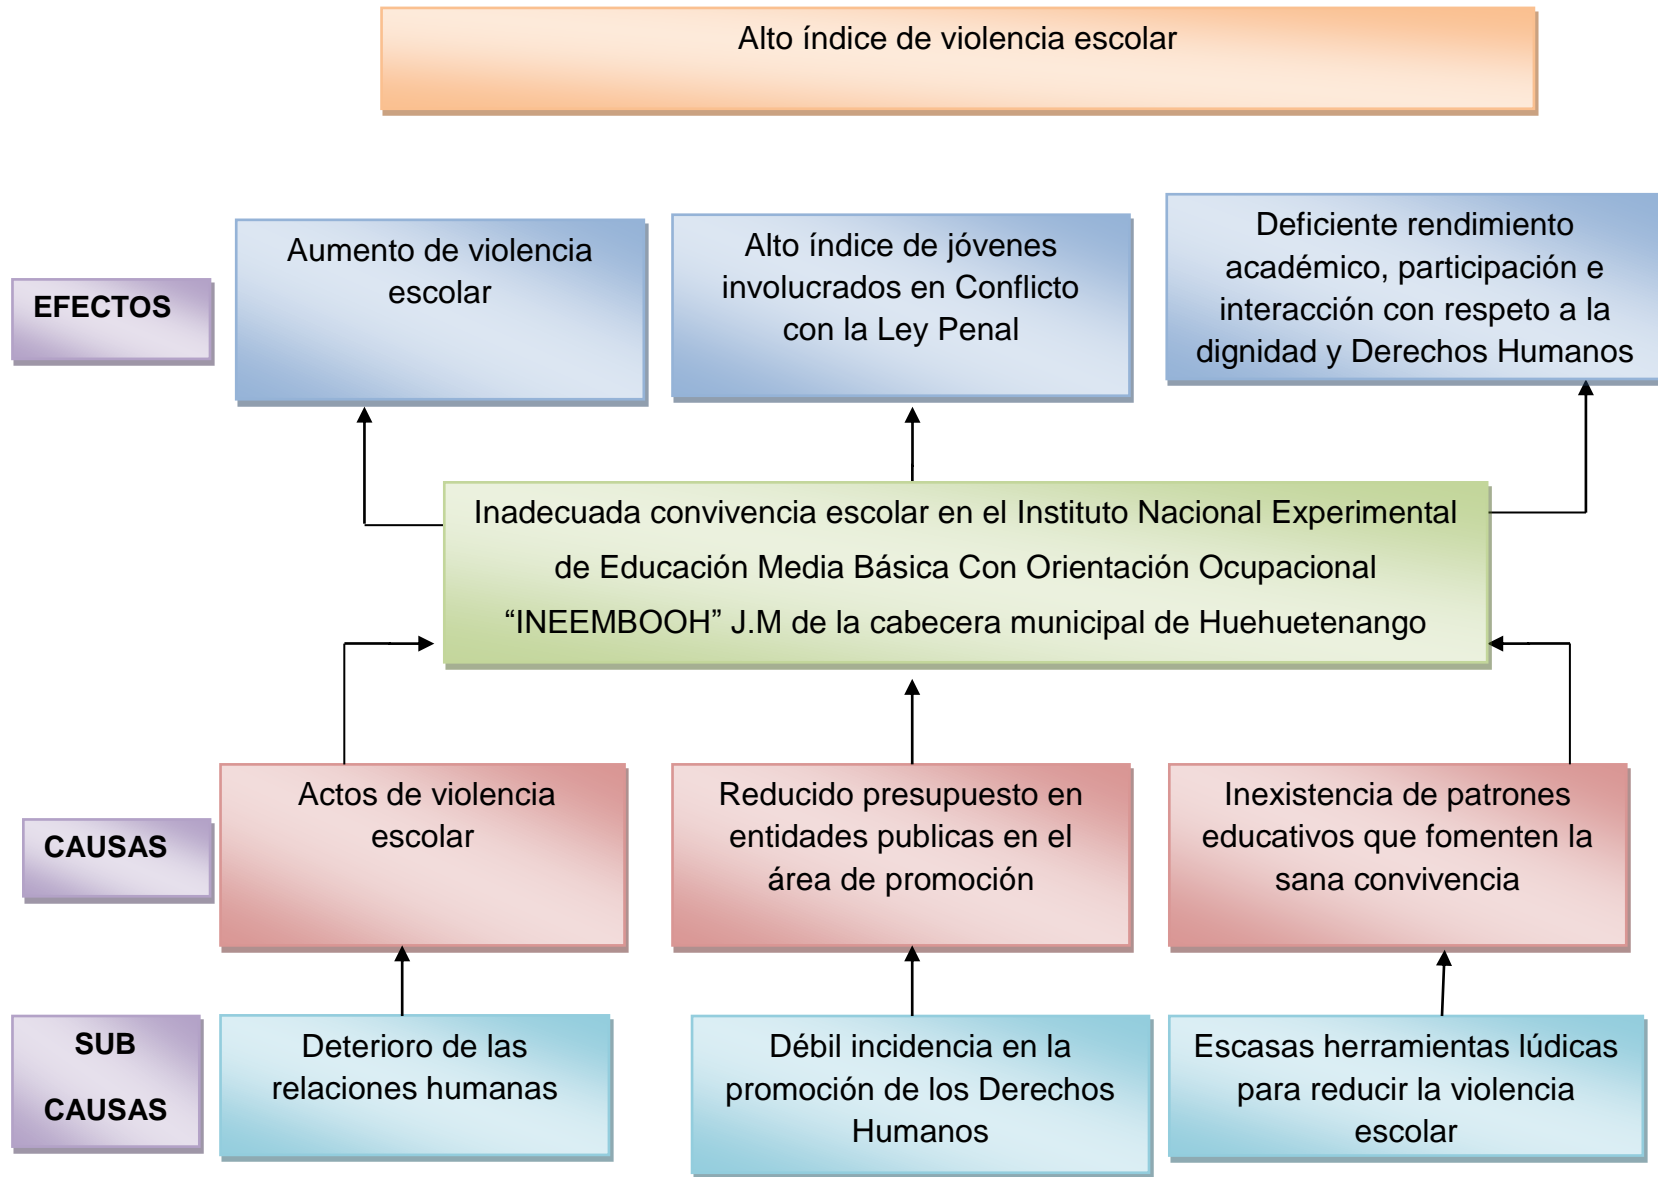 Alto índice de violencia escolar
EFECTOS
Aumento de violencia
escolar
Alto índice de jóvenes
involucrados en Conflicto
con la Ley Penal
Deficiente rendimiento
académico, participación e
interacción con respeto a la
dignidad y Derechos Humanos
Inadecuada convivencia escolar en el Instituto Nacional Experimental
de Educación Media Básica Con Orientación Ocupacional
“INEEMBOOH” J.M de la cabecera municipal de Huehuetenango
CAUSAS
Actos de violencia
escolar
Reducido presupuesto en
entidades publicas en el
área de promoción
Inexistencia de patrones
educativos que fomenten la
sana convivencia
SUB
CAUSAS
Deterioro de las
relaciones humanas
Débil incidencia en la
promoción de los Derechos
Humanos
Escasas herramientas lúdicas
para reducir la violencia
escolar